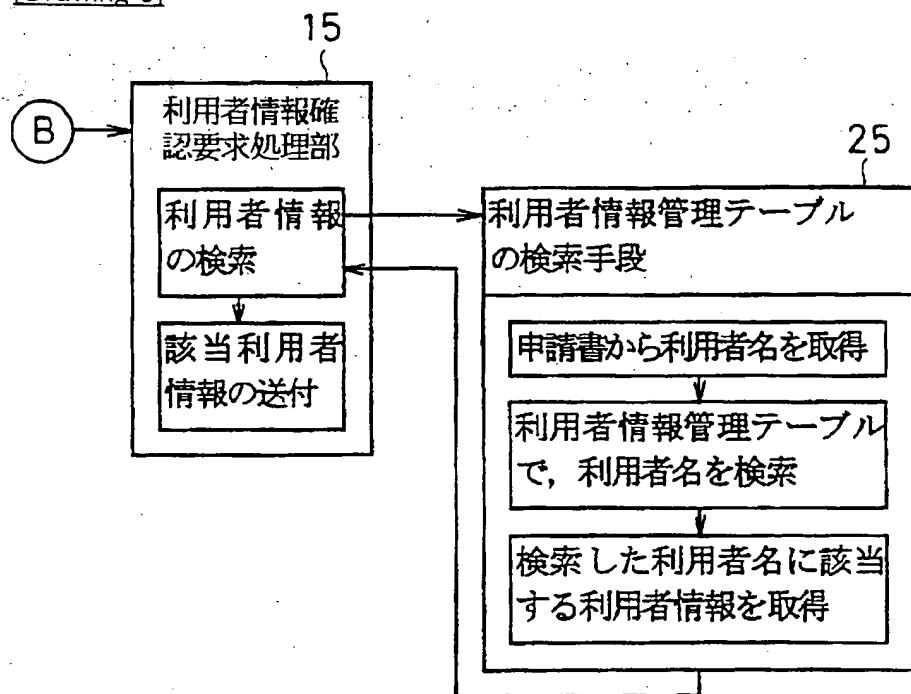 15
B
利用者情報確
認要求処理部
利用者情報
の検索
該当利用者
情報の送付
25
利用者情報管理テーブル
の検索手段
申請書から利用者名を取得
利用者情報管理テーブル
で，利用者名を検索
検索した利用者名に該当
する利用者情報を取得